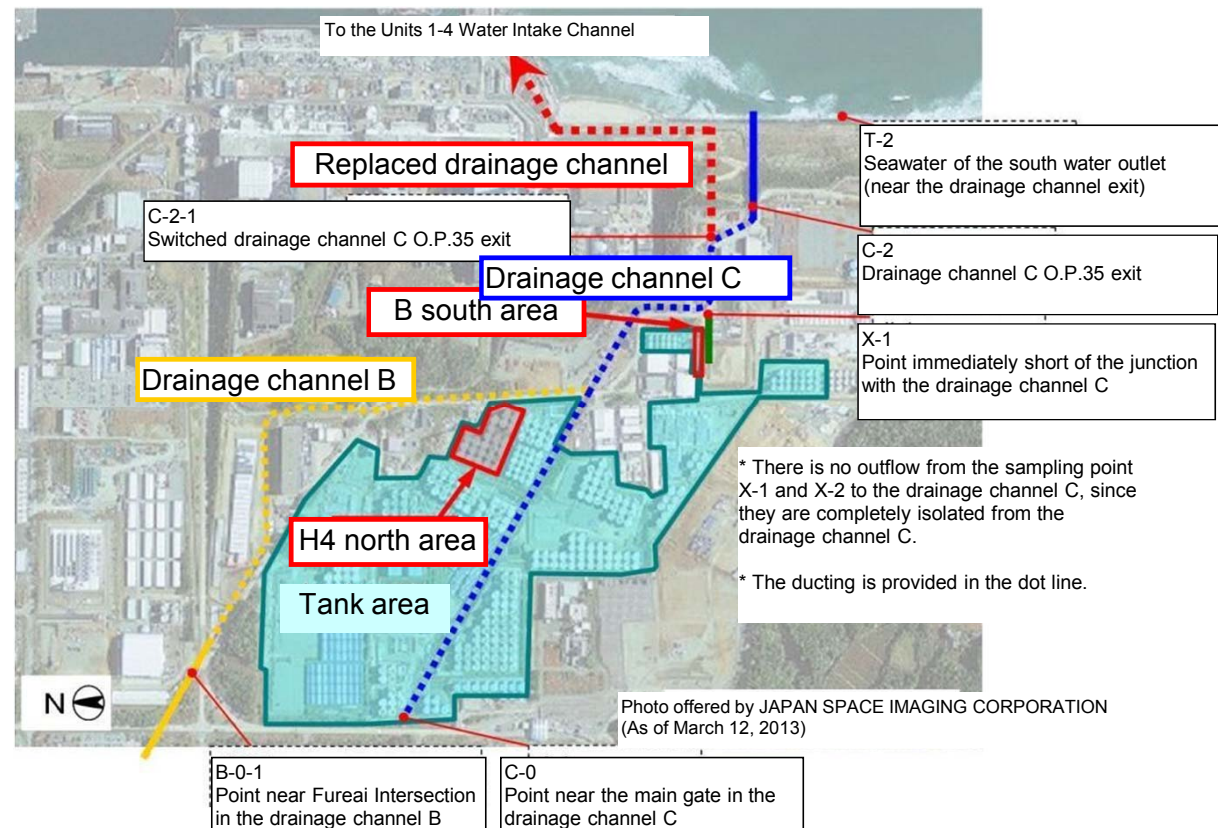 To the Units 1-4 Water Intake Channel
T-2
Seawater of the south water outlet
(near the drainage channel exit)
Replaced drainage channel
C-2-1
Switched drainage channel C O.P.35 exit
C-2
Drainage channel C O.P.35 exit
Drainage channel C
B south area
X-1
Point immediately short of the junction
with the drainage channel C
Drainage channel B
* There is no outflow from the sampling point
X-1 and X-2 to the drainage channel C, since
they are completely isolated from the
drainage channel C.
* The ducting is provided in the dot line.
H4 north area
Tank area
N
Photo offered by JAPAN SPACE IMAGING CORPORATION
(As of March 12, 2013)
B-0-1
Point near Fureai Intersection
in the drainage channel B
C-0
Point near the main gate in the
drainage channel C